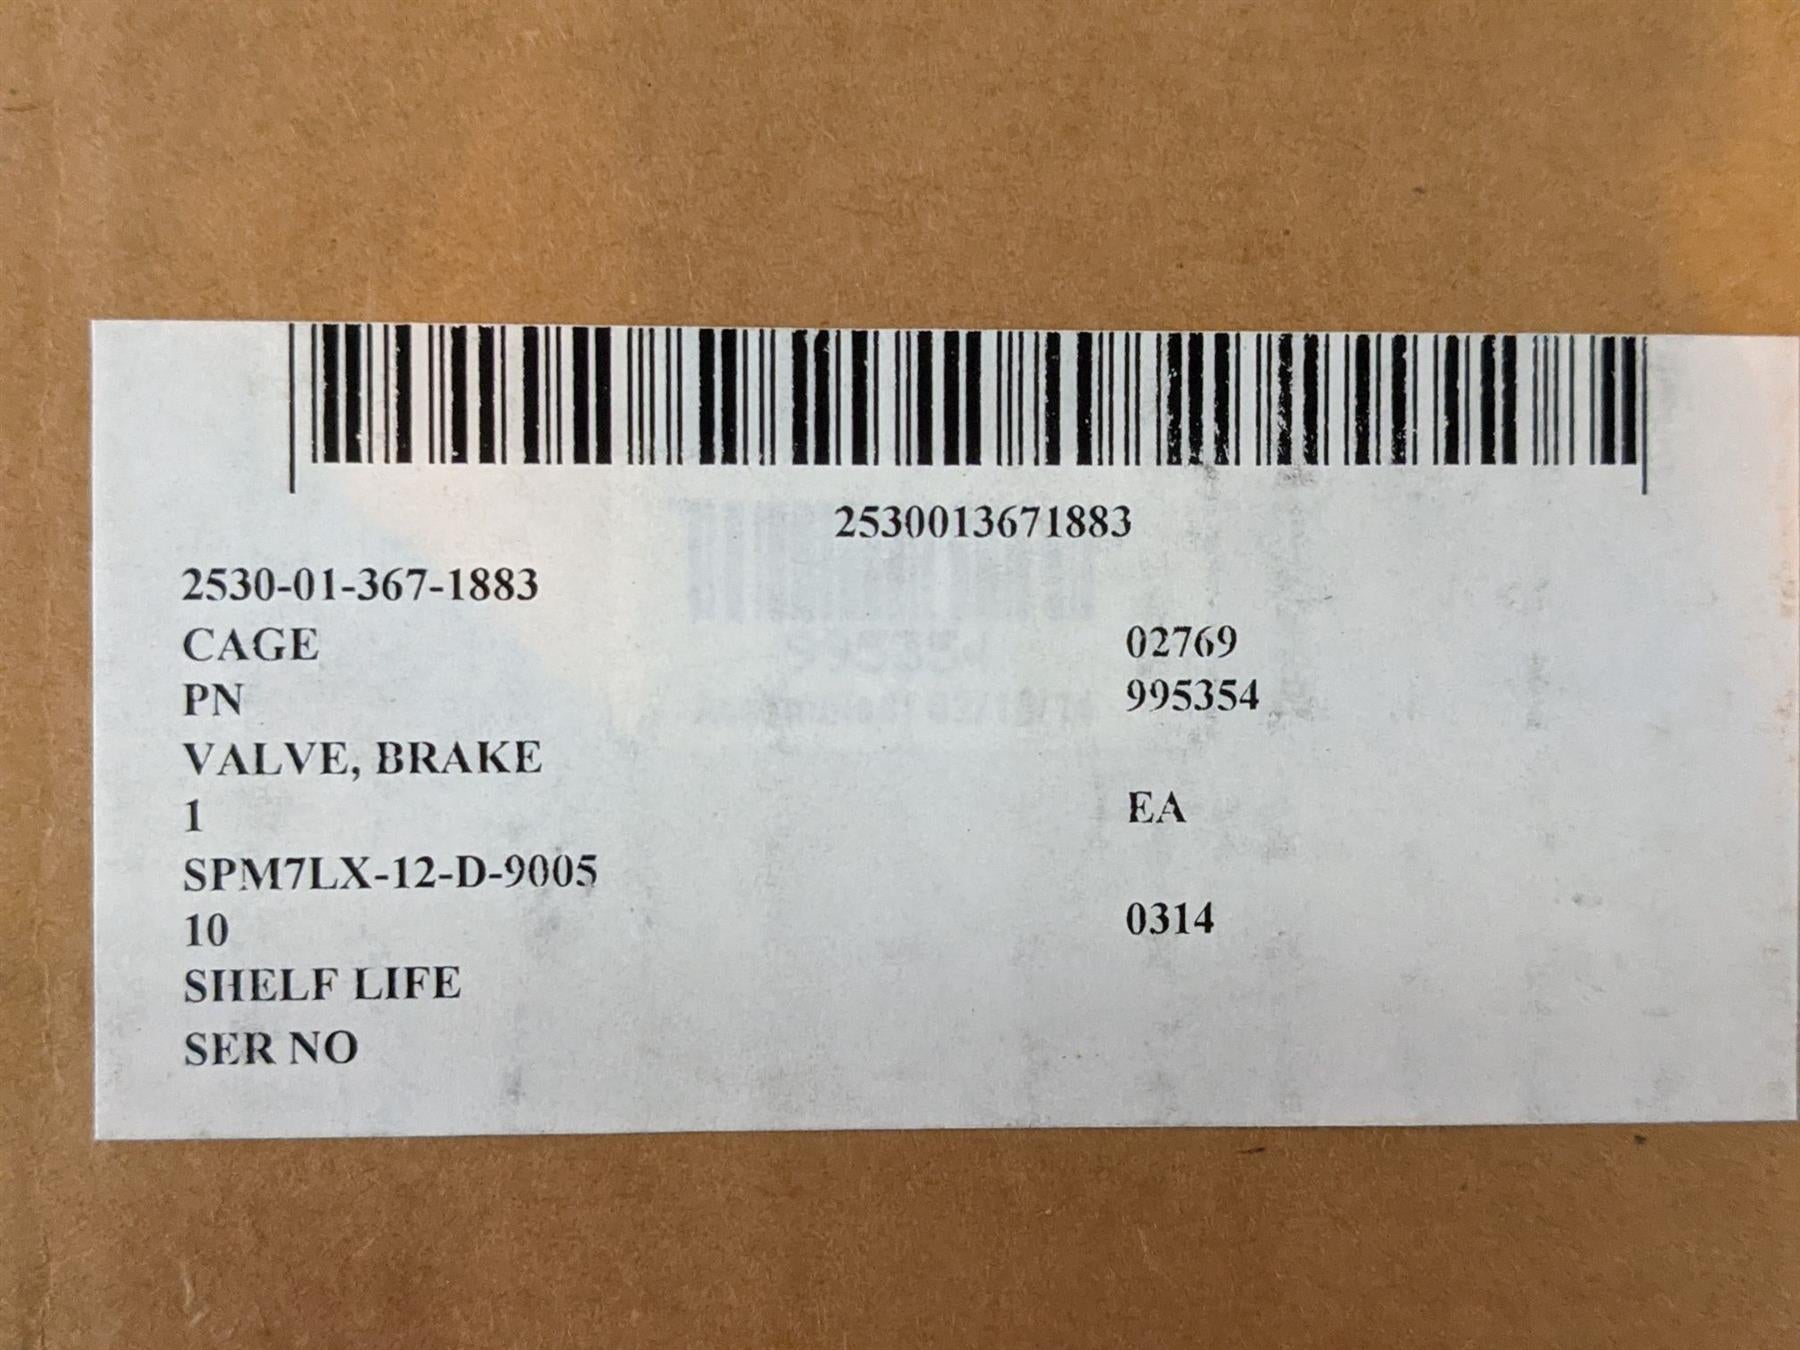 2530013671883
2530-01-367-1883
CAGE 02769
PN 995354
VALVE, BRAKE
1 EA
SPM7LX-12-D-9005
10 0314
SHELF LIFE
SER NO
995354